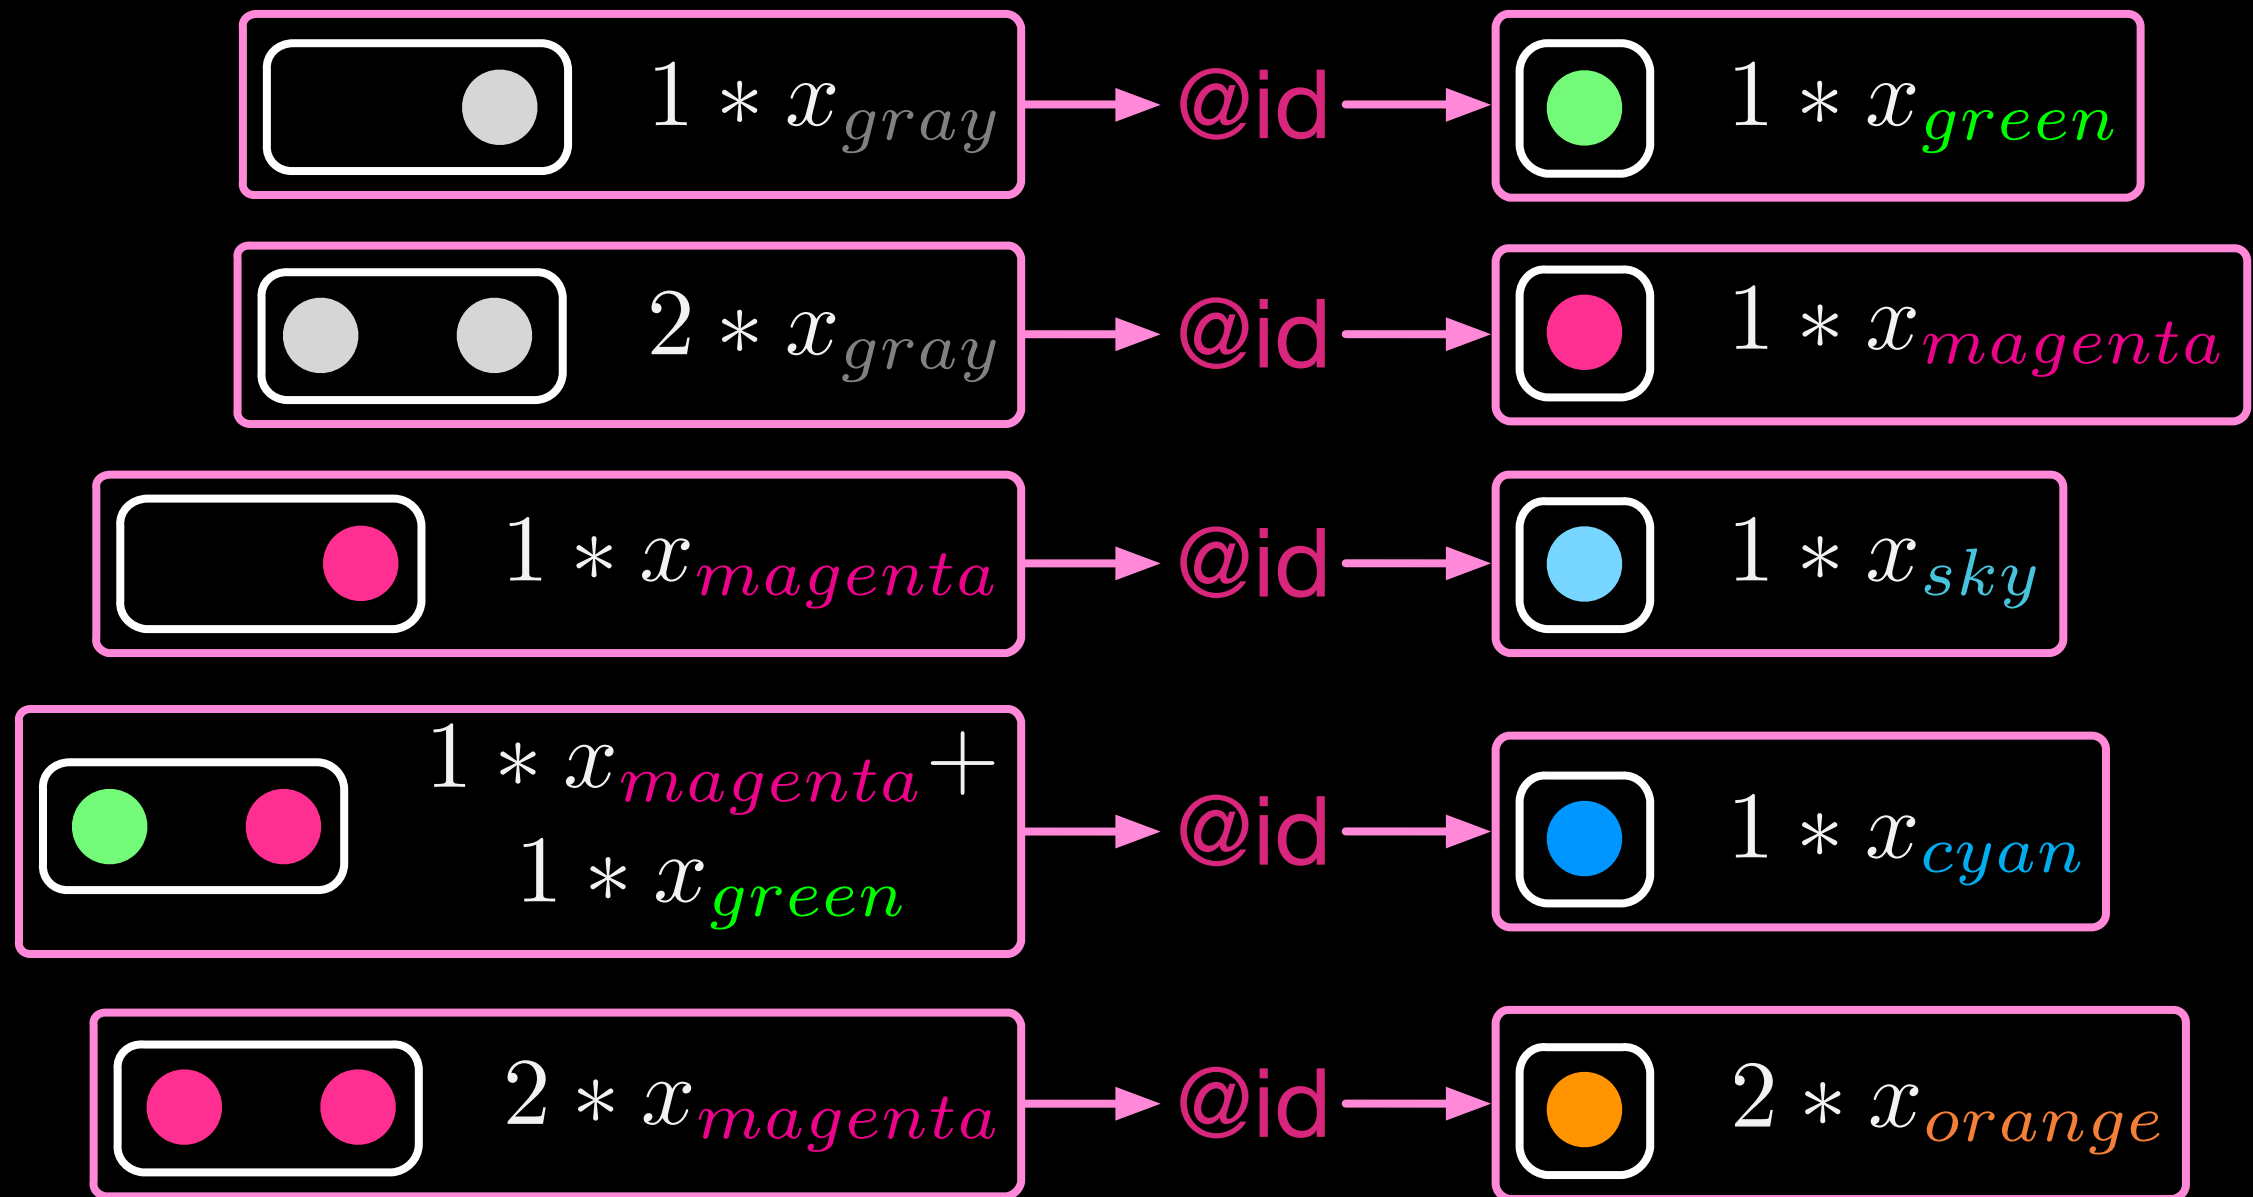 1 * x_gray @id 1 * x_green
2 * x_gray @id 1 * x_magenta
1 * x_magenta @id 1 * x_sky
1 * x_magenta +
1 * x_green @id 1 * x_cyan
2 * x_magenta @id 2 * x_orange